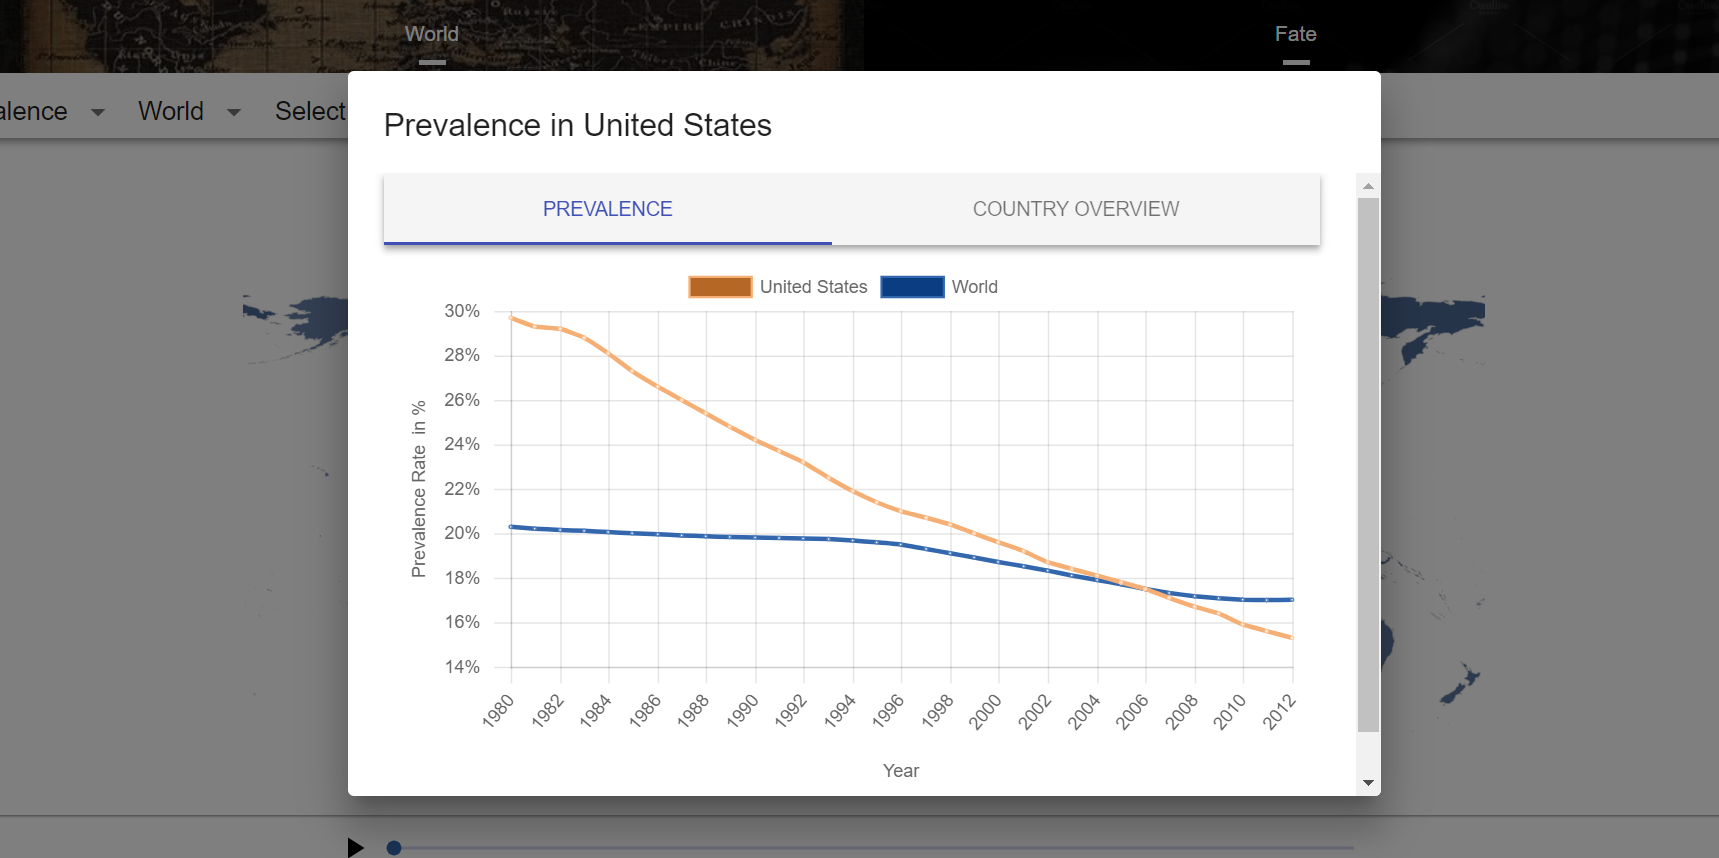 World
Fate
alence
World
Select
Prevalence in United States
PREVALENCE
COUNTRY OVERVIEW
United States
World
30%
28%
26%
24%
22%
20%
18%
16%
14%
Prevalence Rate in %
1980
1982
1984
1986
1988
1990
1992
1994
1996
1998
2000
2002
2004
2006
2008
2010
2012
Year